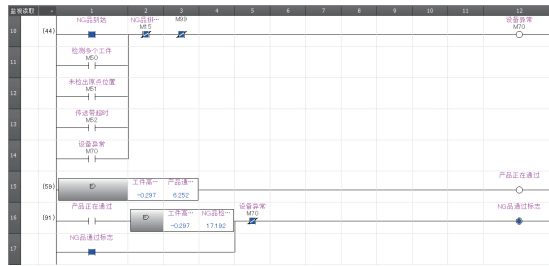 监视读取 1 2 3 4 5 6 7 8 9 10 11 12
NG品到站 NG品拼… M99 设备异常
M15 M70
10 (44)
检测多个工件
M50
11
未检出原点位置
M51
12
传送带超时
M52
13
设备异常
M70
14
产品正在通过
15 (59) 工件高… 产品通…
-0.297 6.252
产品正在通过 设备异常 NG品通过标志
16 (91) 工件高… NG品检… M70
-0.297 17.192
NG品通过标志
17